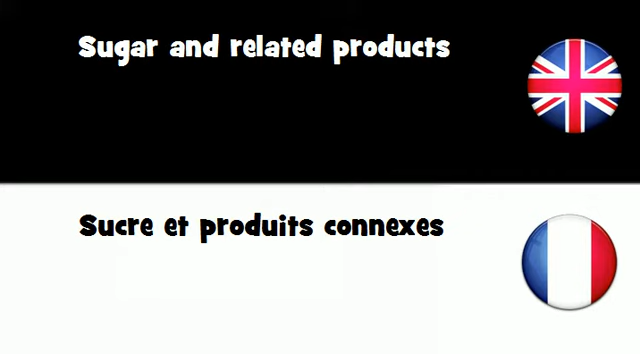 Sugar and related products
Sucre et produits connexes